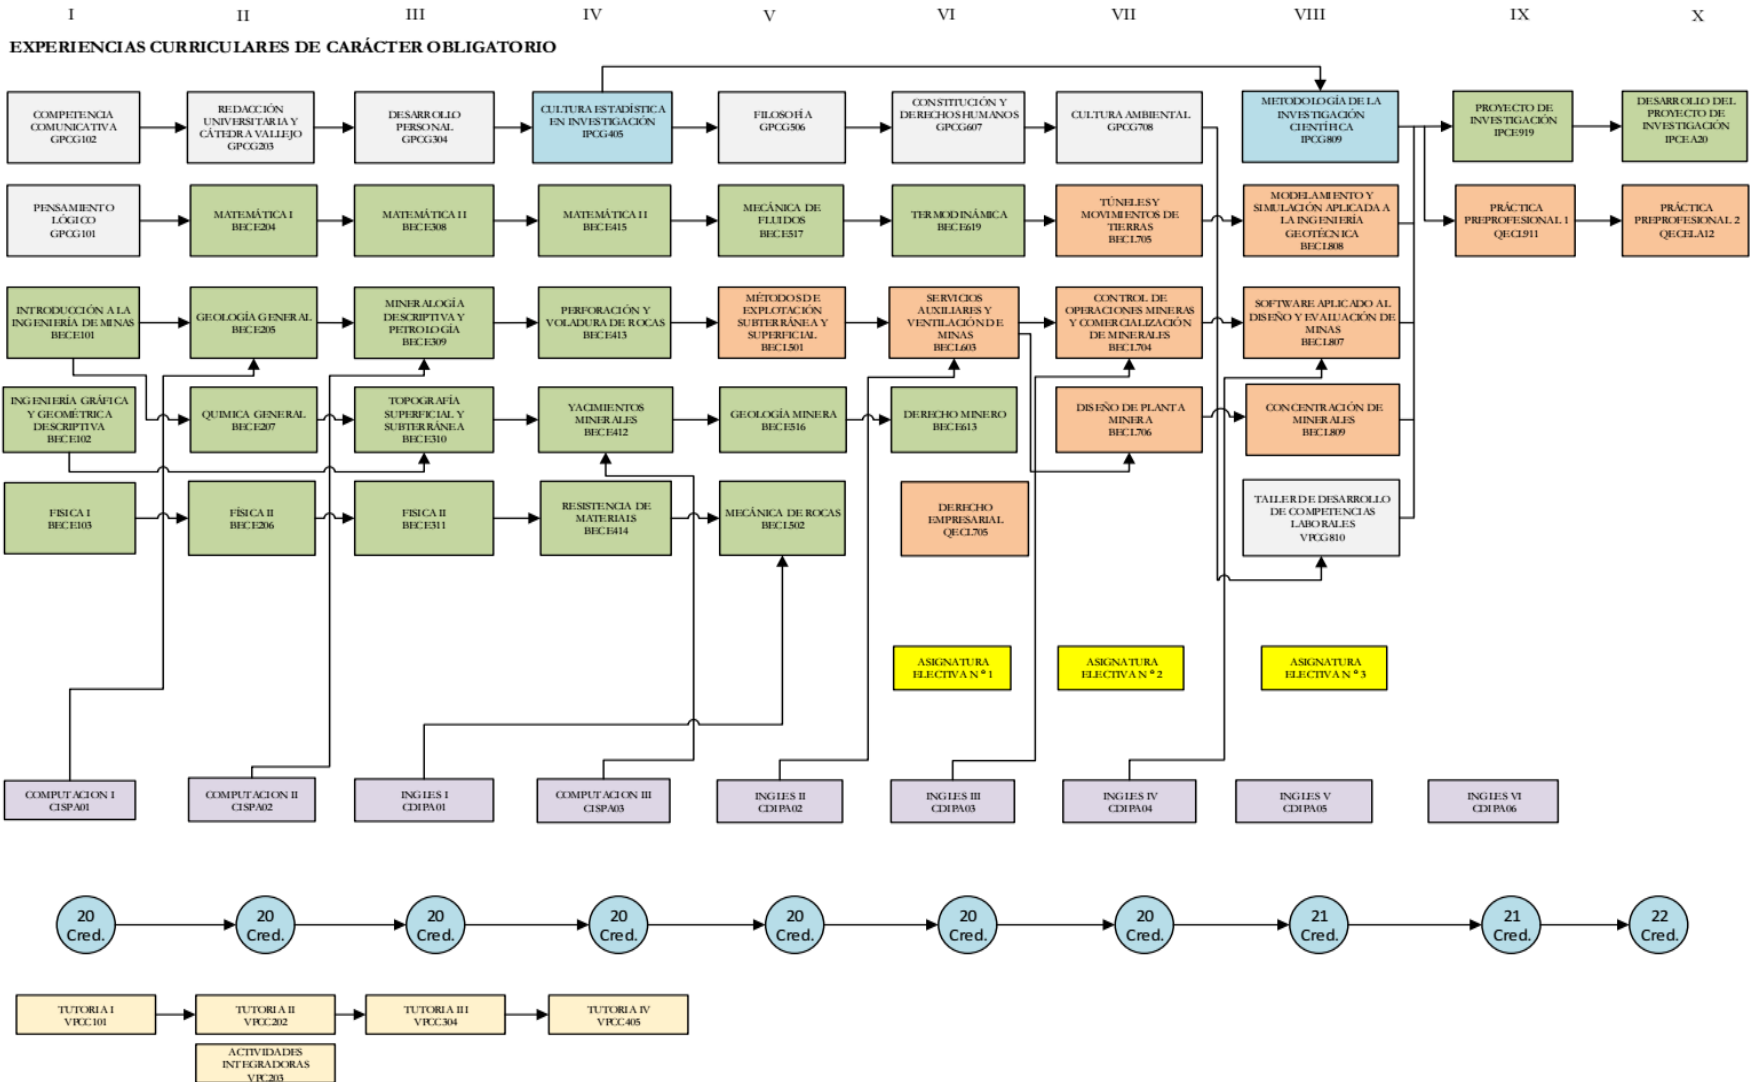 I II III IV V VI VII VIII IX X
EXPERIENCIAS CURRICULARES DE CARÁCTER OBLIGATORIO
COMPETENCIA
COMUNICATIVA
GPCG102
REDACCIÓN
UNIVERSITARIA Y
CÁTEDRA VALLEJO
GPCG203
DESARROLLO
PERSONAL
GPCG304
CULTURA ESTADÍSTICA
EN INVESTIGACIÓN
IPCG405
FILOSOFÍA
GPCG506
CONSTITUCIÓN Y
DERECHOS HUMANOS
GPCG607
CULTURA AMBIENTAL
GPCG708
METODOLOGÍA DE LA
INVESTIGACIÓN
CIENTÍFICA
IPCG809
PROYECTO DE
INVESTIGACIÓN
IPCE919
DESARROLLO DEL
PROYECTO DE
INVESTIGACIÓN
IPCEA20
PENSAMIENTO
LÓGICO
GPCG101
MATEMÁTICA I
BECE204
MATEMÁTICA II
BECE308
MATEMÁTICA II
BECE415
MECÁNICA DE
FLUIDOS
BECE517
TERMODINÁMICA
BECE619
TÚNELES Y
MOVIMIENTOS DE
TIERRAS
BECL705
MODELAMIENTO Y
SIMULACIÓN APLICADA A
LA INGENIERÍA
GEOTÉCNICA
BECL808
PRÁCTICA
PREPROFESIONAL 1
QECL911
PRÁCTICA
PREPROFESIONAL 2
QECELA12
INTRODUCCIÓN A LA
INGENIERÍA DE MINAS
BECE101
GEOLOGÍA GENERAL
BECE205
MINERALOGÍA
DESCRIPTIVA Y
PETROLOGÍA
BECE309
PERFORACIÓN Y
VOLADURA DE ROCAS
BECE413
MÉTODOS DE
EXPLOTACIÓN
SUBTERRÁNEA Y
SUPERFICIAL
BECL501
SERVICIOS
AUXILIARES Y
VENTILACIÓN DE
MINAS
BECL603
CONTROL DE
OPERACIONES MINERAS
Y COMERCIALIZACIÓN
DE MINERALES
BECL704
SOFTWARE APLICADO AL
DISEÑO Y EVALUACIÓN DE
MINAS
BECL807
INGENIERÍA GRÁFICA
Y GEOMÉTRICA
DESCRIPTIVA
BECE102
QUIMICA GENERAL
BECE207
TOPOGRAFÍA
SUPERFICIAL Y
SUBTERRÁNEA
BECE310
YACIMIENTOS
MINERALES
BECE412
GEOLOGÍA MINERA
BECE516
DERECHO MINERO
BECE613
DISEÑO DE PLANTA
MINERA
BECL706
CONCENTRACIÓN DE
MINERALES
BECL809
FISICA I
BECE103
FÍSICA II
BECE206
FISICA II
BECE311
RESISTENCIA DE
MATERIALS
BECE414
MECÁNICA DE ROCAS
BECL502
DERECHO
EMPRESARIAL
QECL705
TALLER DE DESARROLLO
DE COMPETENCIAS
LABORALES
VPCG810
ASIGNATURA
ELECTIVA N° 1
ASIGNATURA
ELECTIVA N° 2
ASIGNATURA
ELECTIVA N° 3
COMPUTACION I
CISPA01
COMPUTACION II
CISPA02
INGLES I
CDIPA01
COMPUTACION III
CISPA03
INGLES II
CDIPA02
INGLES III
CDIPA03
INGLES IV
CDIPA04
INGLES V
CDIPA05
INGLES VI
CDIPA06
20
Cred.
20
Cred.
20
Cred.
20
Cred.
20
Cred.
20
Cred.
20
Cred.
21
Cred.
21
Cred.
22
Cred.
TUTORIA I
VPCC101
TUTORIA II
VPCC202
TUTORIA III
VPCC304
TUTORIA IV
VPCC405
ACTIVIDADES
INTEGRADORAS
VPC203